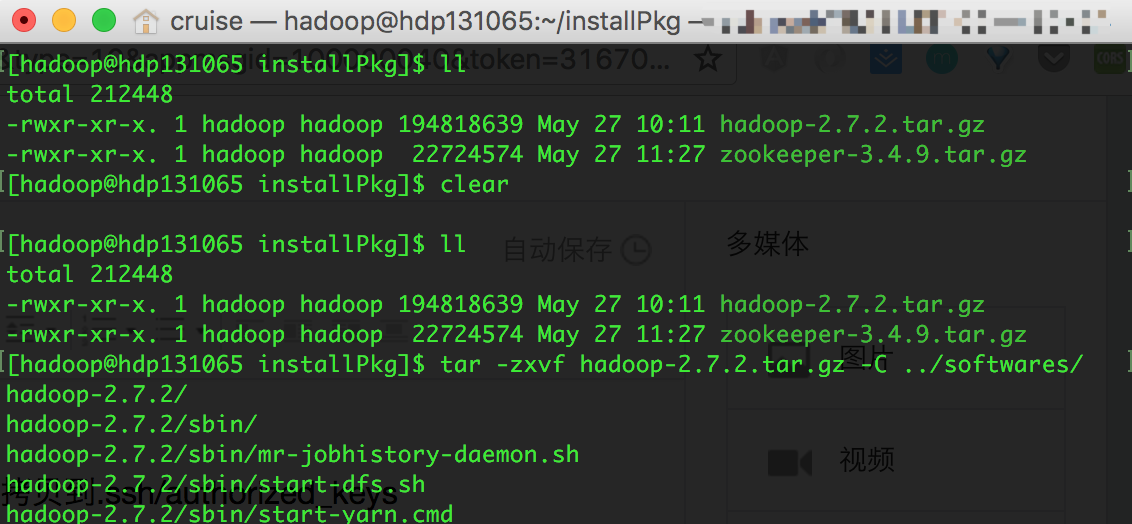 cruise — hadoop@hdp131065:~/installPkg —
[hadoop@hdp131065 installPkg]$ ll
total 212448
-rwxr-xr-x. 1 hadoop hadoop 194818639 May 27 10:11 hadoop-2.7.2.tar.gz
-rwxr-xr-x. 1 hadoop hadoop  22724574 May 27 11:27 zookeeper-3.4.9.tar.gz
[hadoop@hdp131065 installPkg]$ clear
[hadoop@hdp131065 installPkg]$ ll
自动保存
多媒体
total 212448
-rwxr-xr-x. 1 hadoop hadoop 194818639 May 27 10:11 hadoop-2.7.2.tar.gz
-rwxr-xr-x. 1 hadoop hadoop  22724574 May 27 11:27 zookeeper-3.4.9.tar.gz
[hadoop@hdp131065 installPkg]$ tar -zxvf hadoop-2.7.2.tar.gz -C ../softwares/
图片
hadoop-2.7.2/
hadoop-2.7.2/sbin/
hadoop-2.7.2/sbin/mr-jobhistory-daemon.sh
视频
hadoop-2.7.2/sbin/start-dfs.sh
拷贝到.ssh/authorized_keys
hadoop-2.7.2/sbin/start-yarn.cmd